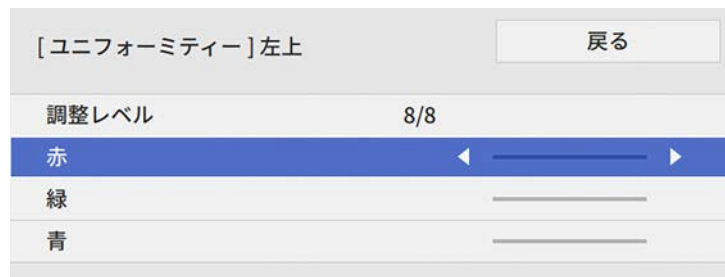 [ ユニフォーミティー ] 左上
戻る
調整レベル 8/8
赤
緑
青